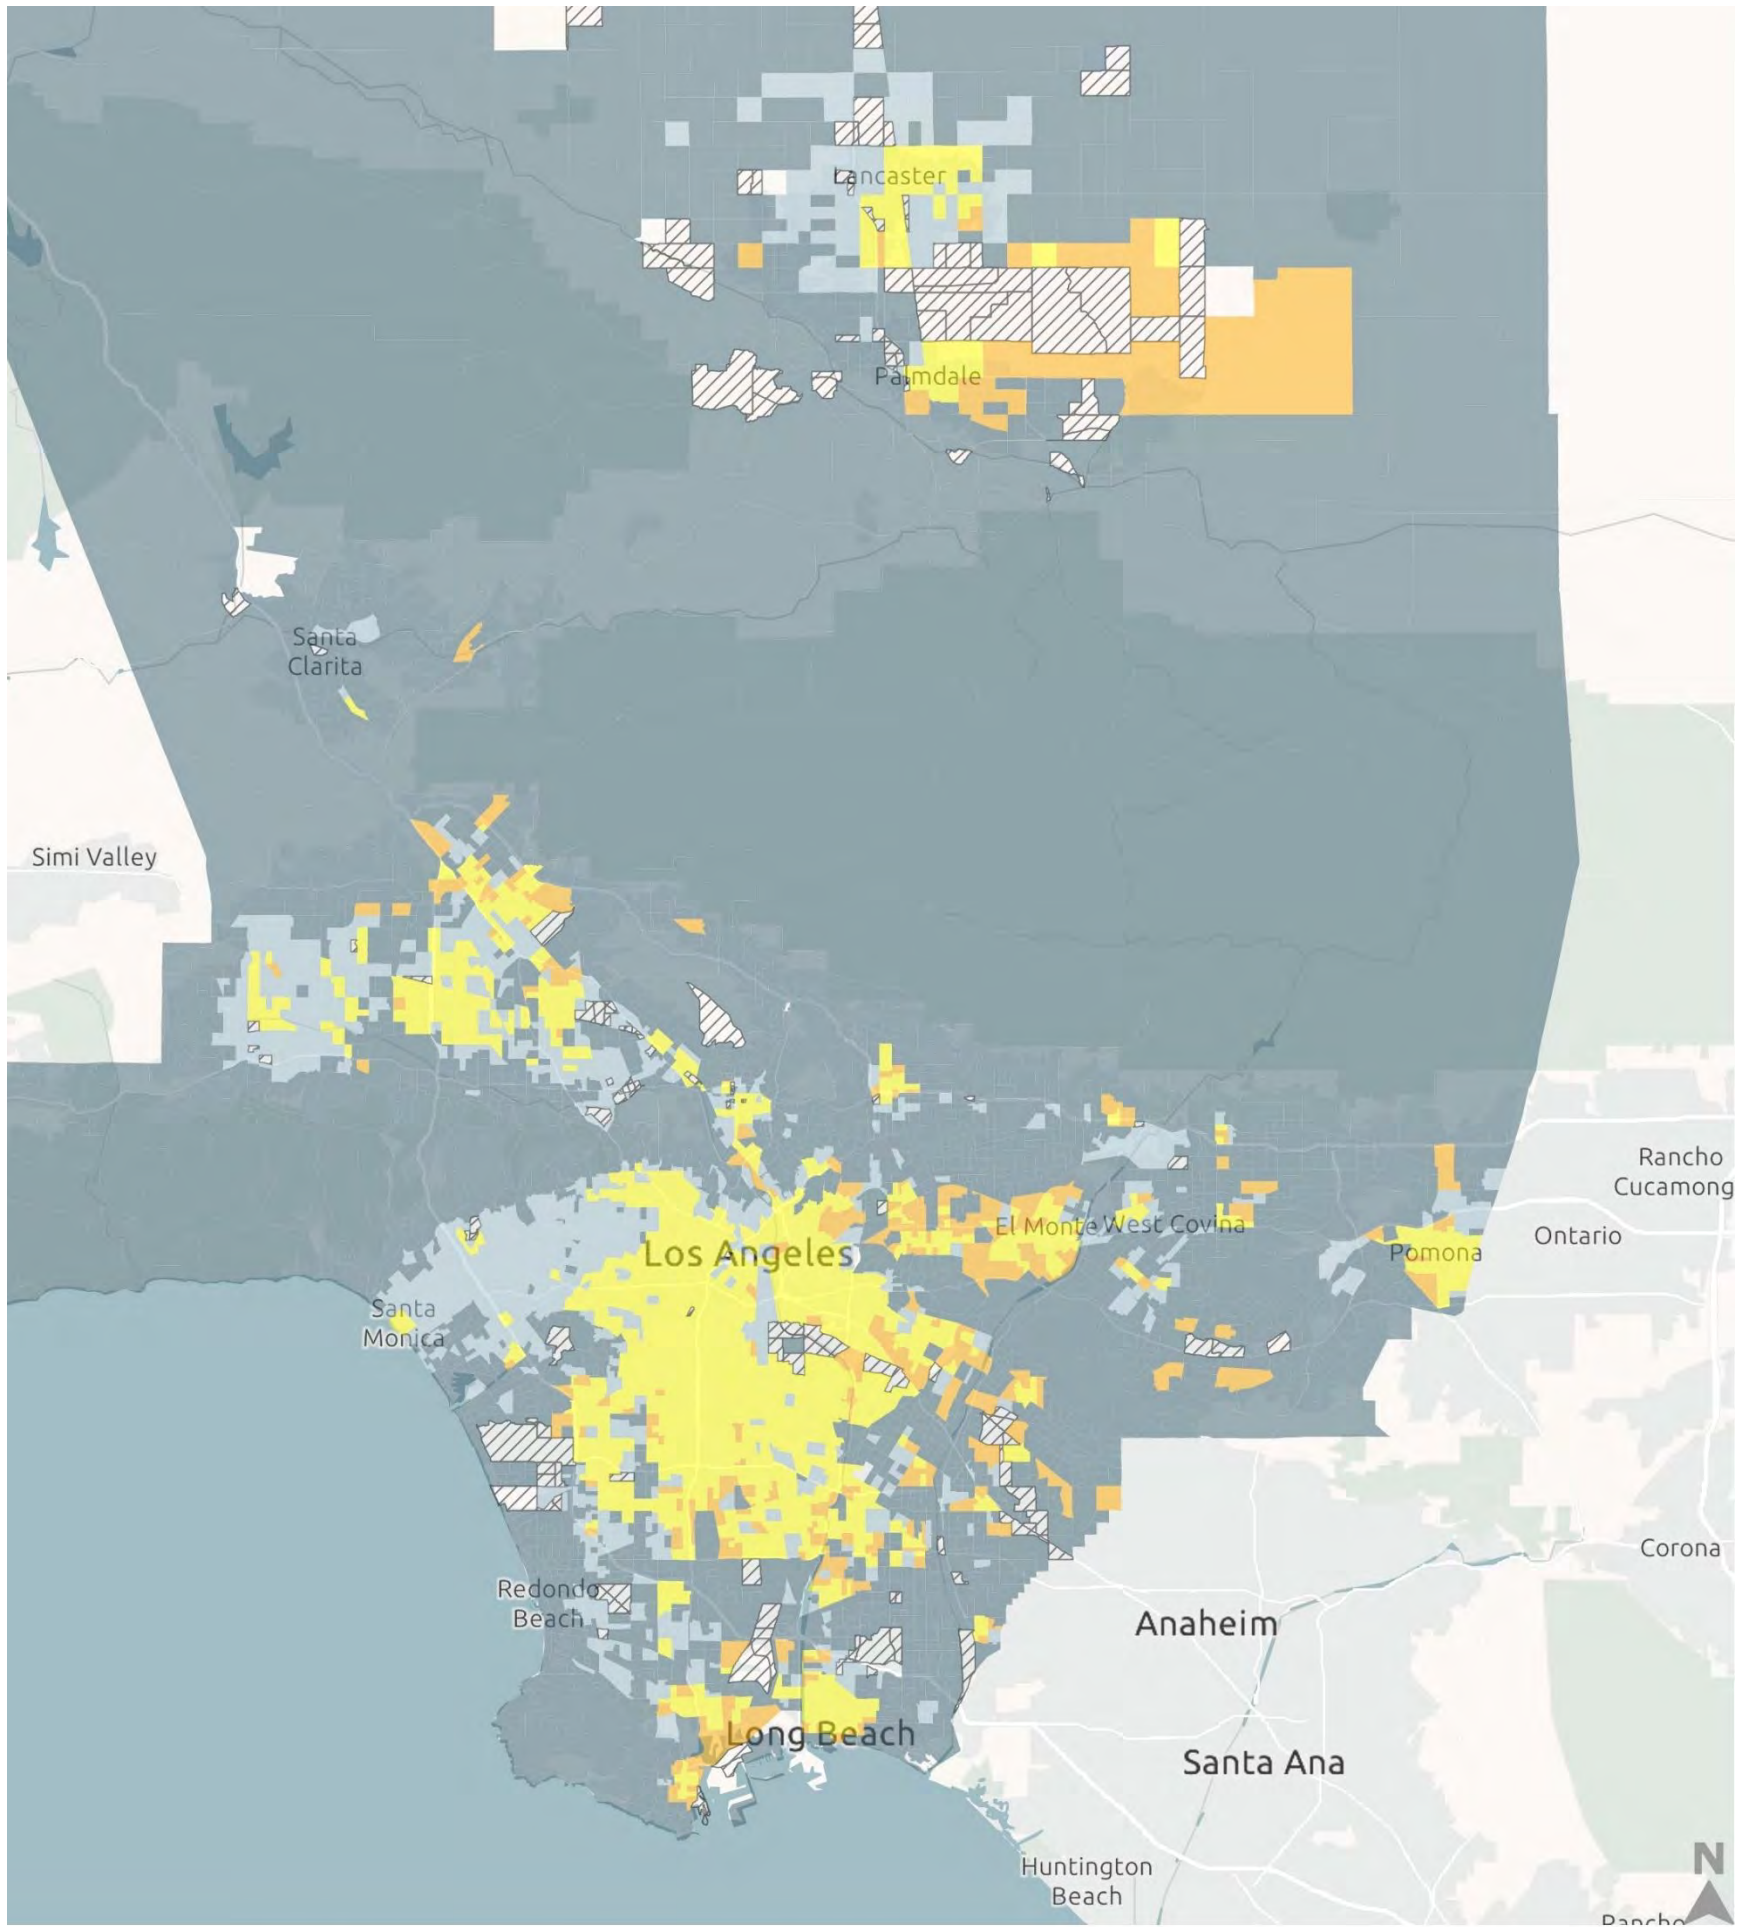 Lancaster
Palmdale
Santa
Clarita
Simi Valley
Rancho
Cucamong
El Monte
West Covina
Ontario
Los Angeles
Pomona
Santa
Monica
Corona
Redondo
Beach
Anaheim
Long Beach
Santa Ana
N
Huntington
Beach
Rancho